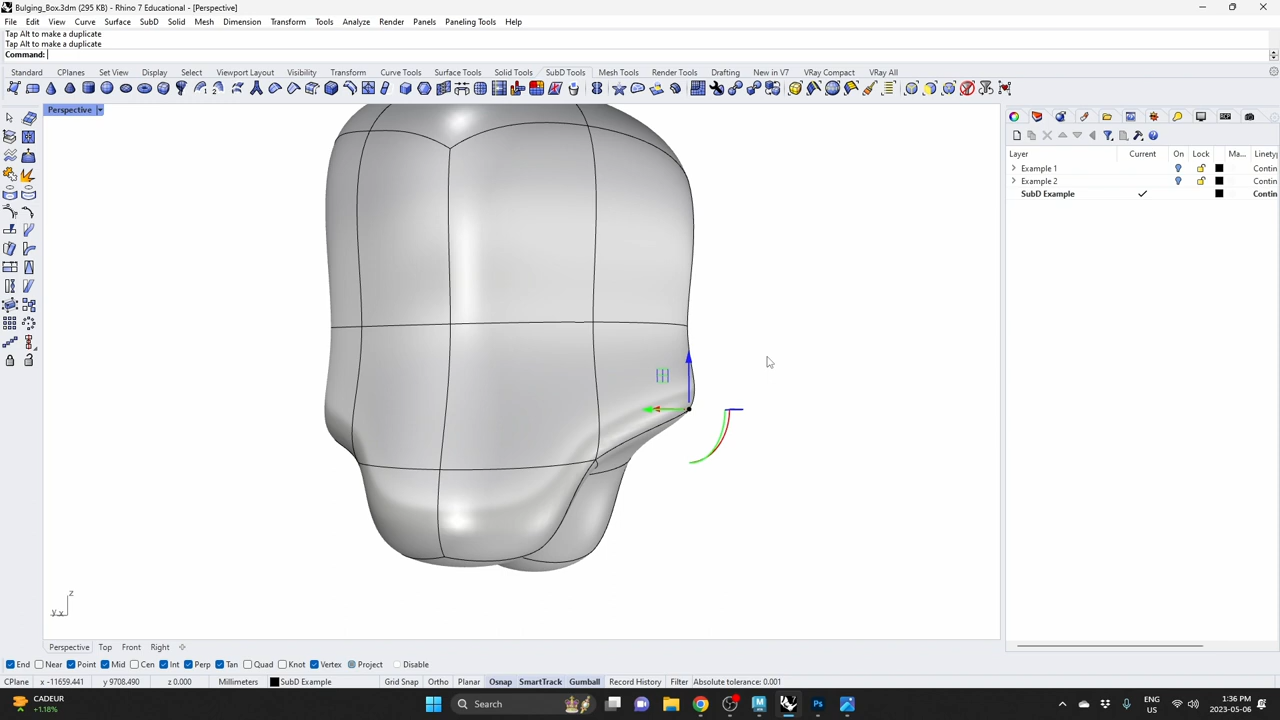 Bulging_Box.3dm (295 KB) - Rhino 7 Educational - [Perspective]
File Edit View Curve Surface SubD Solid Mesh Dimension Transform Tools Analyze Render Panels Paneling Tools Help
Tap Alt to make a duplicate
Tap Alt to make a duplicate
Command:
Standard CPlanes Set View Display Select Viewport Layout Visibility Transform Curve Tools Surface Tools Solid Tools SubD Tools Mesh Tools Render Tools Drafting New in V7 VRay Compact VRay All
Perspective
Layer Current On Lock Ma... Linety
Example 1 Contin
Example 2 Contin
SubD Example Contin
z
y x
Perspective Top Front Right
End Near Point Mid Cen Int Perp Tan Quad Knot Vertex Project Disable
CPlane x -11659.441 y 9708.490 z 0.000 Millimeters SubD Example Grid Snap Ortho Planar Osnap SmartTrack Gumball Record History Filter Absolute tolerance: 0.001
CADEUR
+1.18%
Search
ENG
US
1:36 PM
2023-05-06